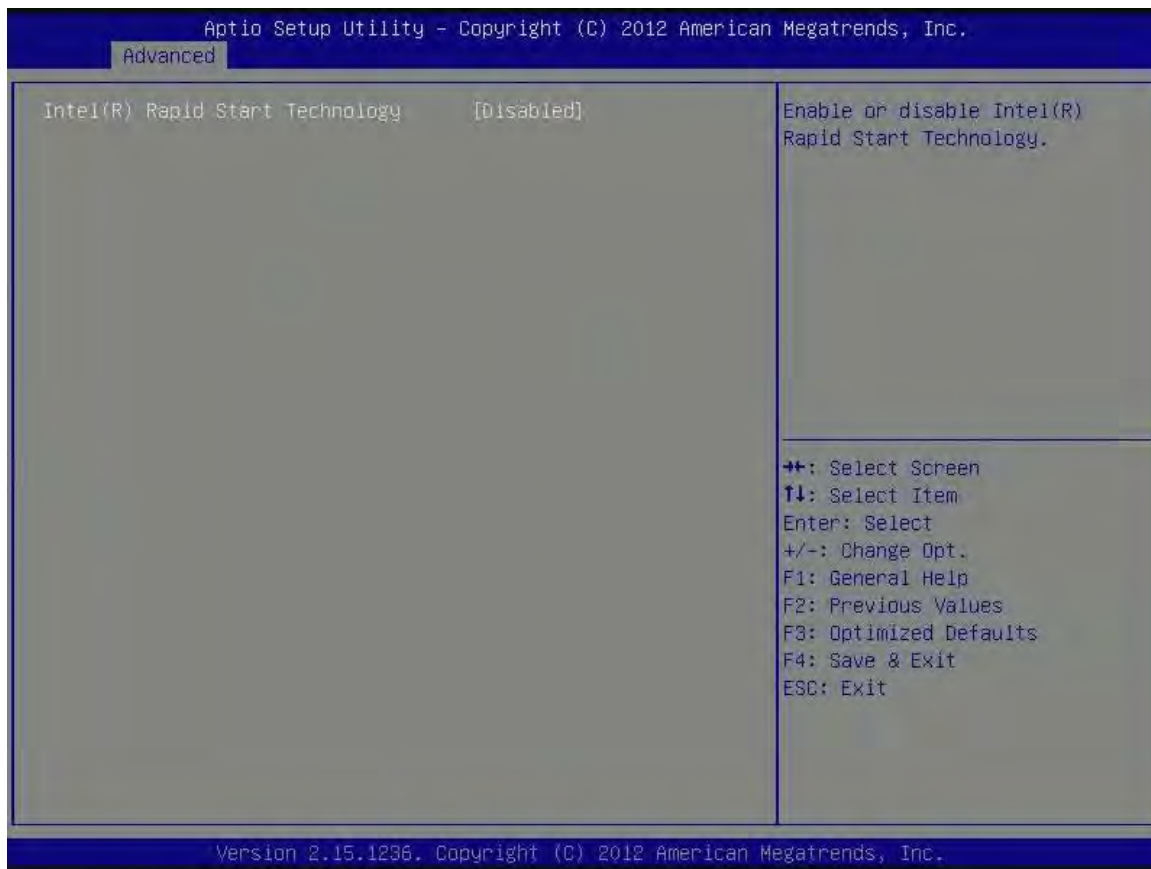 Aptio Setup Utility – Copyright (C) 2012 American Megatrends, Inc.
Advanced
Intel(R) Rapid Start Technology [Disabled]
Enable or disable Intel(R)
Rapid Start Technology.
→←: Select Screen
↑↓: Select Item
Enter: Select
+/-: Change Opt.
F1: General Help
F2: Previous Values
F3: Optimized Defaults
F4: Save & Exit
ESC: Exit
Version 2.15.1236. Copyright (C) 2012 American Megatrends, Inc.